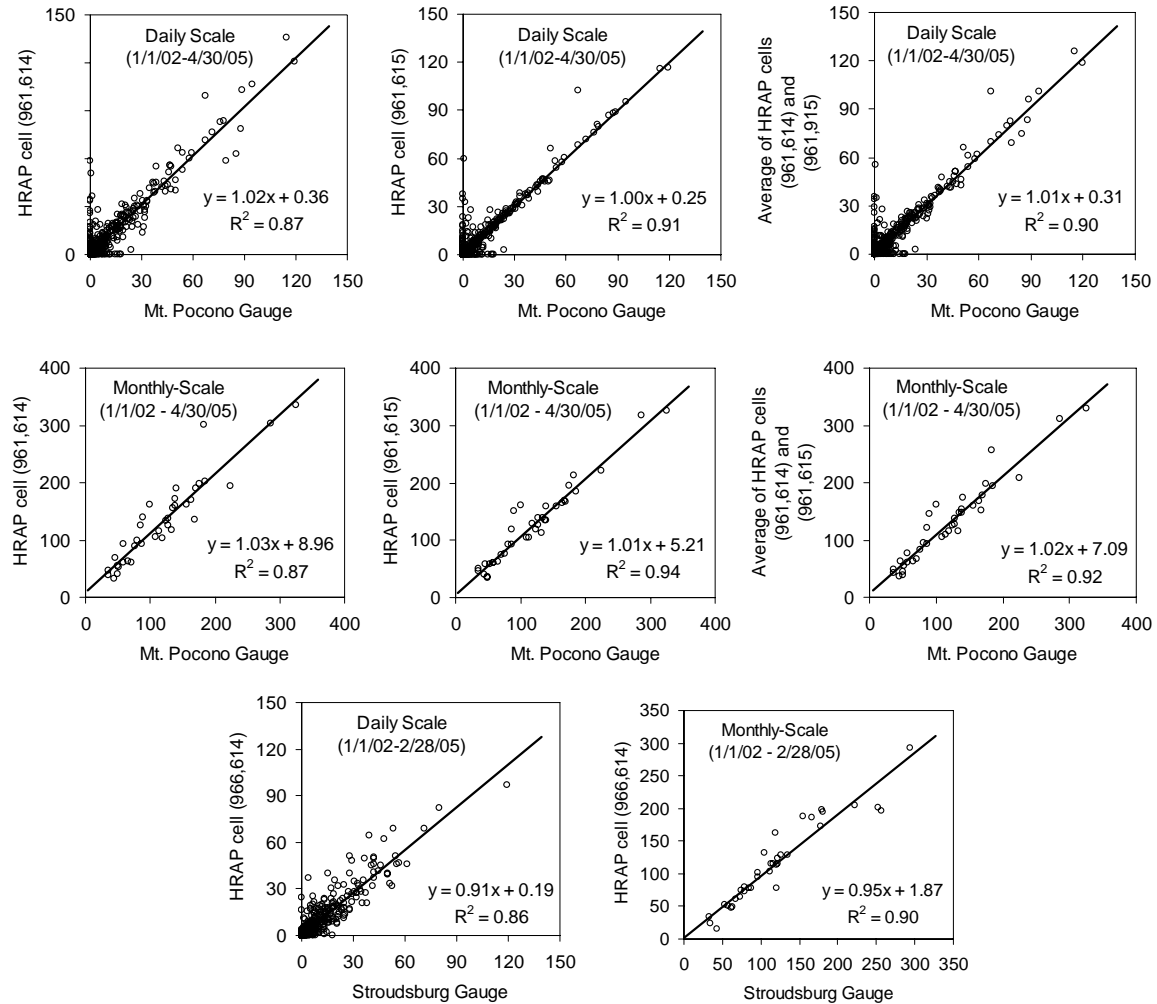 150
0
0 30 60 90 120 150
HRAP cell (961,614)
Daily Scale
(1/1/02-4/30/05)
y = 1.02x + 0.36
R² = 0.87
Mt. Pocono Gauge
150
120
90
60
30
0
0 30 60 90 120 150
HRAP cell (961,615)
Daily Scale
(1/1/02-4/30/05)
y = 1.00x + 0.25
R² = 0.91
Mt. Pocono Gauge
150
120
90
60
30
0
0 30 60 90 120 150
Average of HRAP cells
(961,614) and
(961,915)
Daily Scale
(1/1/02-4/30/05)
y = 1.01x + 0.31
R² = 0.90
Mt. Pocono Gauge
400
300
200
100
0
0 100 200 300 400
HRAP cell (961,614)
Monthly-Scale
(1/1/02 - 4/30/05)
y = 1.03x + 8.96
R² = 0.87
Mt. Pocono Gauge
400
300
200
100
0
0 100 200 300 400
HRAP cell (961,615)
Monthly-Scale
(1/1/02 - 4/30/05)
y = 1.01x + 5.21
R² = 0.94
Mt. Pocono Gauge
400
300
200
100
0
0 100 200 300 400
Average of HRAP cells
(961,614) and
(961,615)
Monthly-Scale
(1/1/02 - 4/30/05)
y = 1.02x + 7.09
R² = 0.92
Mt. Pocono Gauge
150
120
90
60
30
0
0 30 60 90 120 150
HRAP cell (966,614)
Daily Scale
(1/1/02-2/28/05)
y = 0.91x + 0.19
R² = 0.86
Stroudsburg Gauge
350
300
250
200
150
100
50
0
0 50 100 150 200 250 300 350
HRAP cell (966,614)
Monthly-Scale
(1/1/02 - 2/28/05)
y = 0.95x + 1.87
R² = 0.90
Stroudsburg Gauge